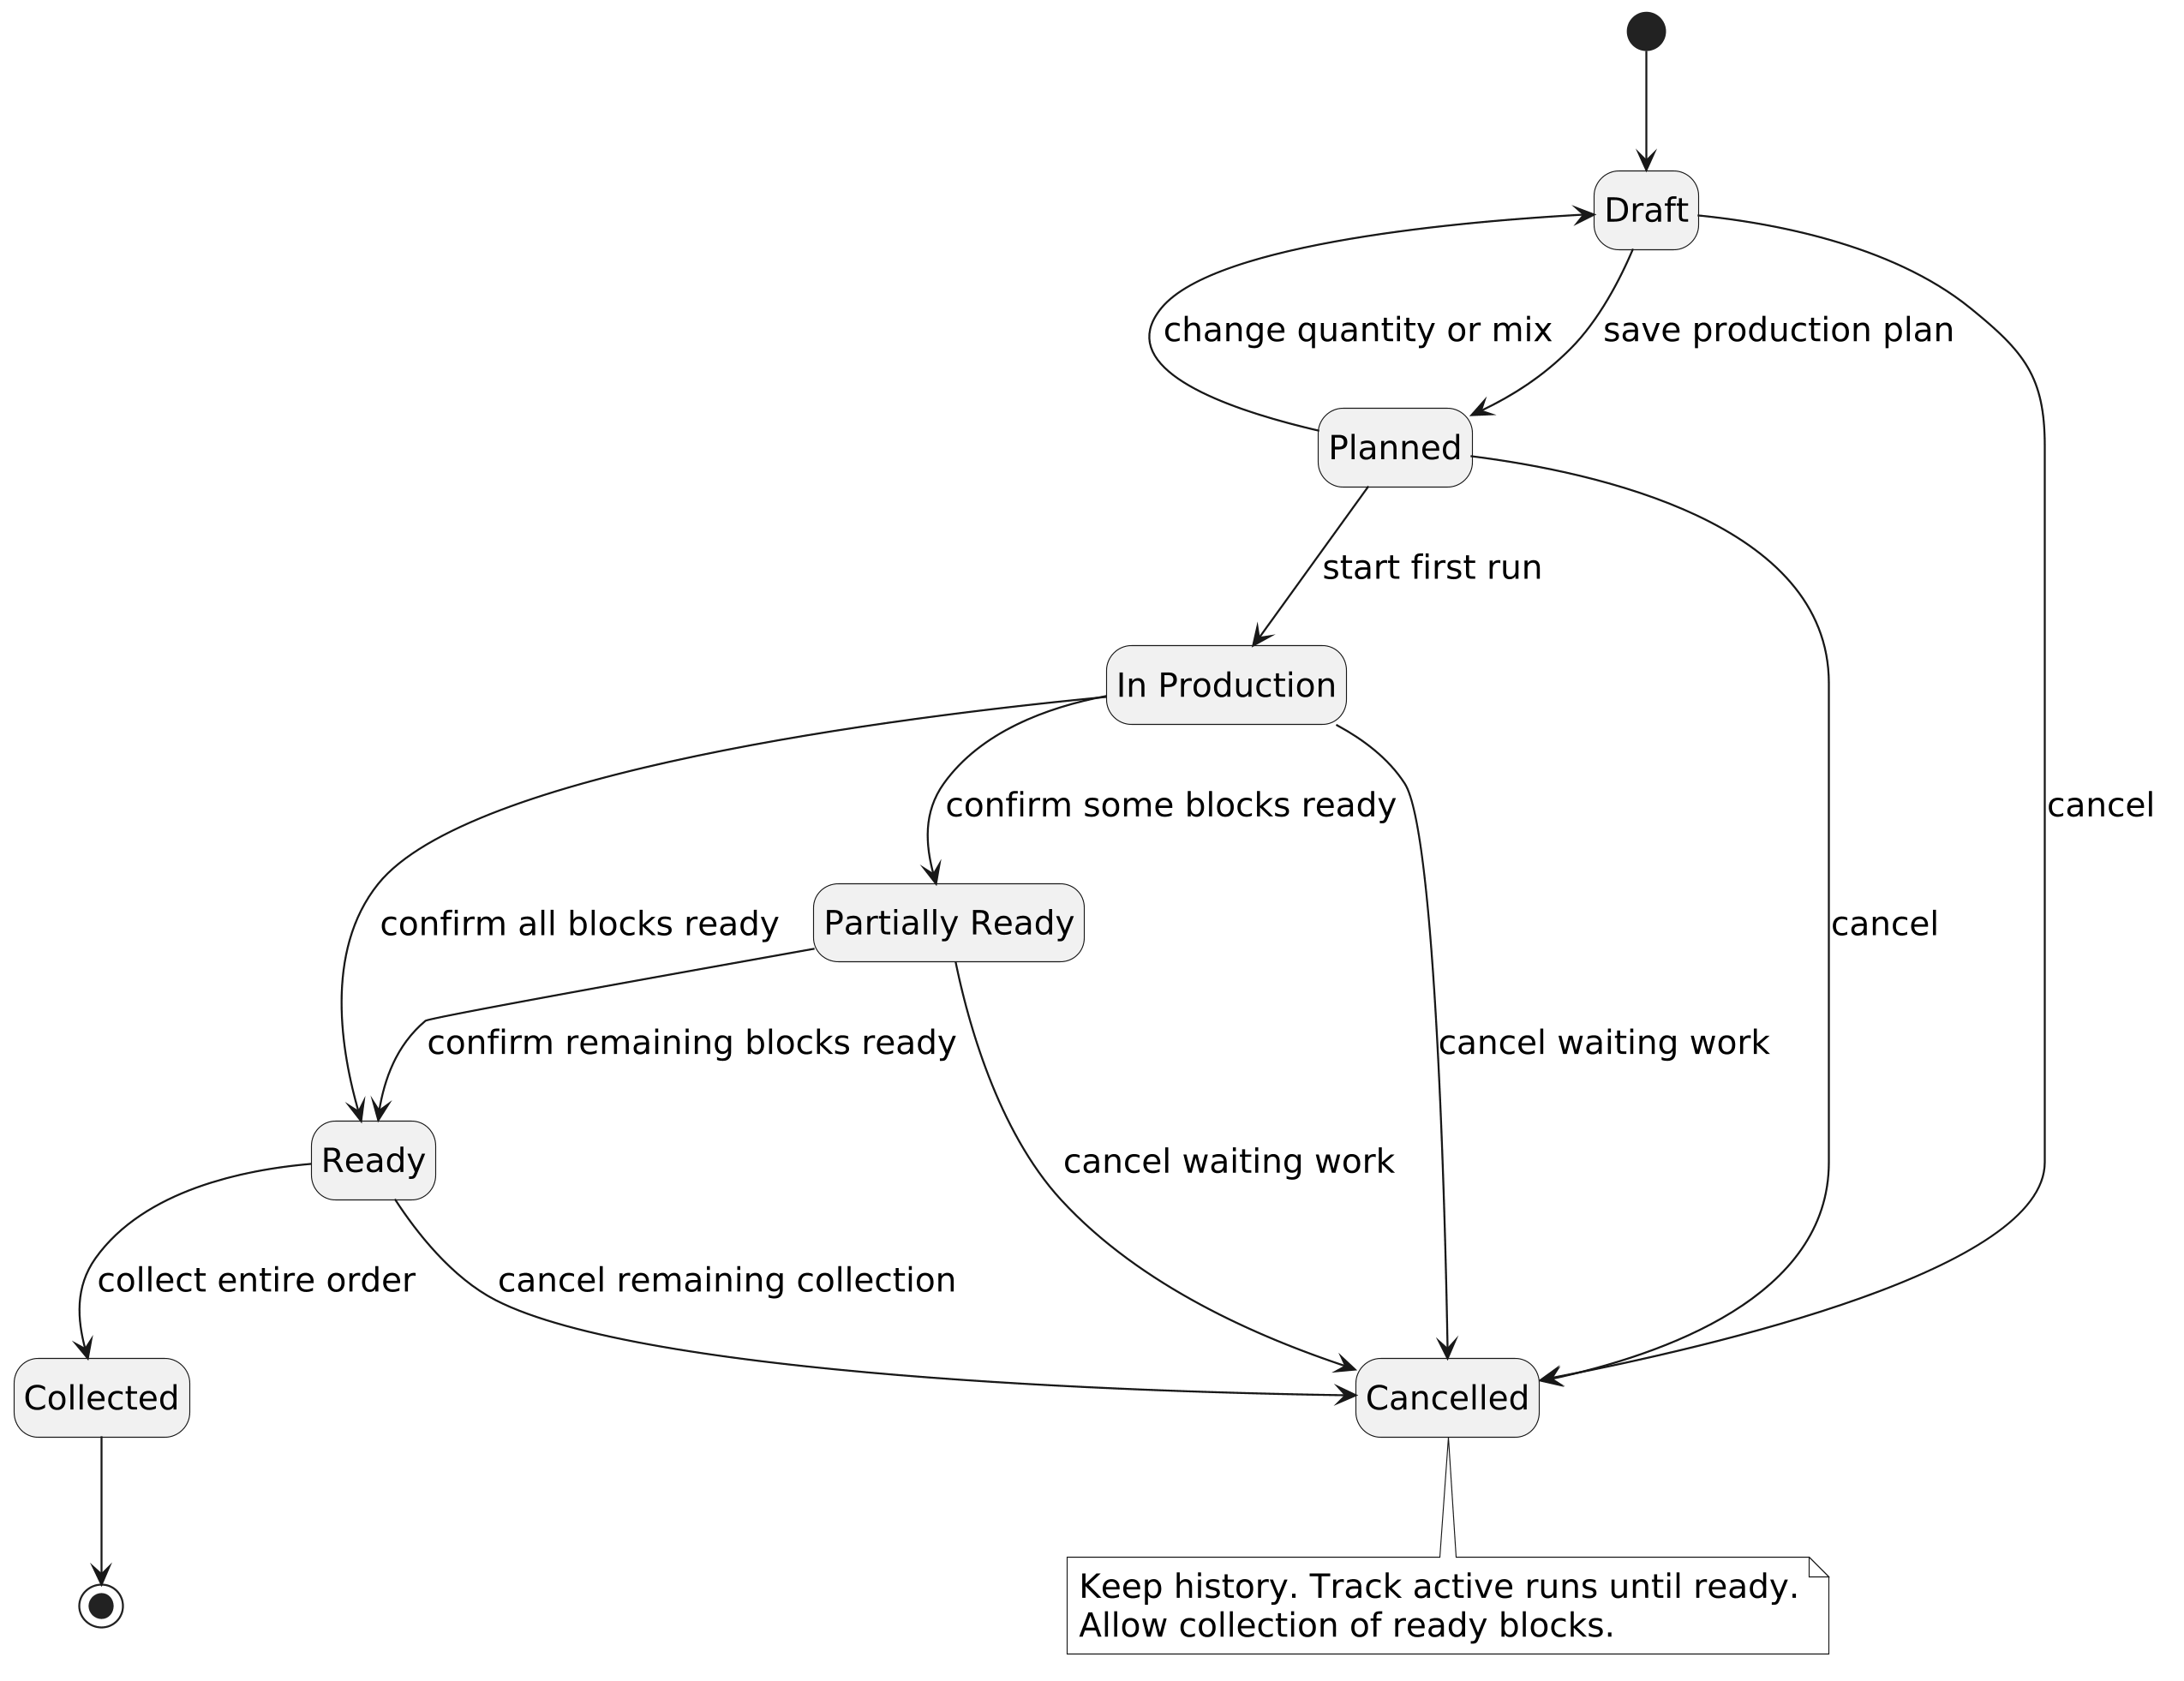 Draft
change quantity or mix
save production plan
Planned
start first run
In Production
confirm some blocks ready
cancel
confirm all blocks ready
Partially Ready
cancel
confirm remaining blocks ready
cancel waiting work
Ready
cancel waiting work
collect entire order
cancel remaining collection
Collected
Cancelled
Keep history. Track active runs until ready.
Allow collection of ready blocks.